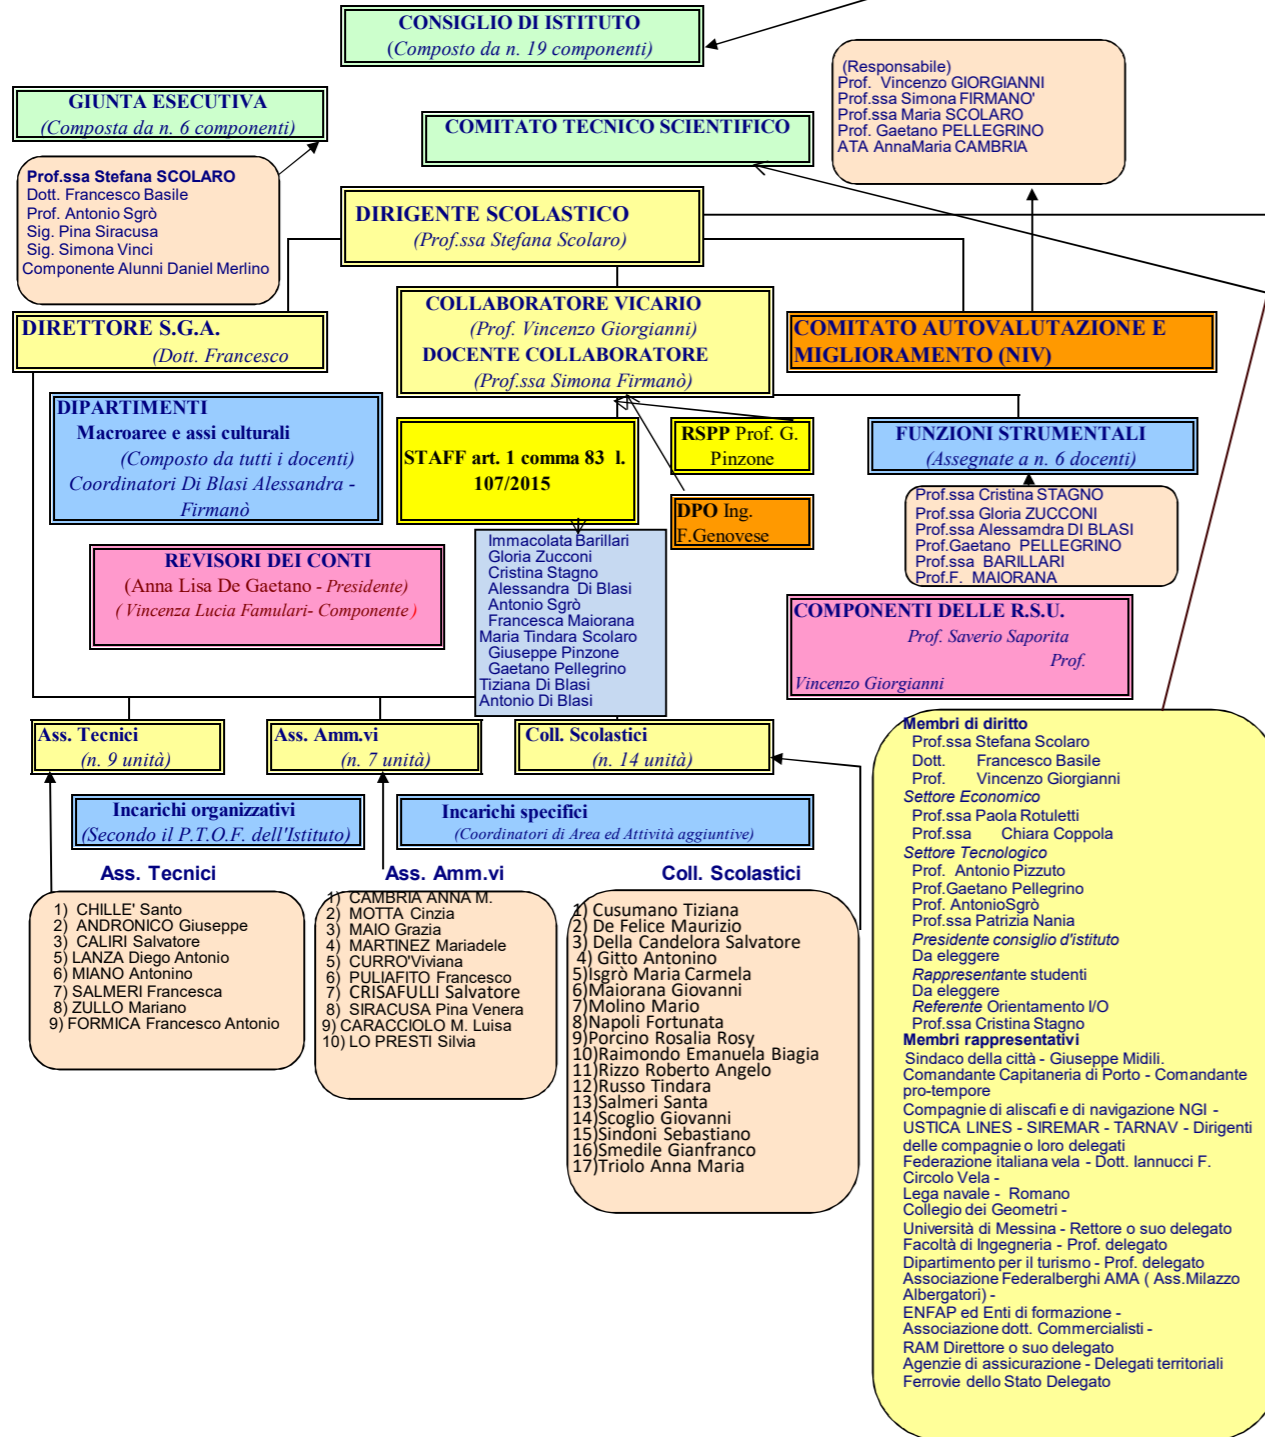 CONSIGLIO DI ISTITUTO
(Composto da n. 19 componenti)
GIUNTA ESECUTIVA
(Composta da n. 6 componenti)
COMITATO TECNICO SCIENTIFICO
(Responsabile)
Prof. Vincenzo GIORGIANNI
Prof.ssa Simona FIRMANO'
Prof.ssa Maria SCOLARO
Prof. Gaetano PELLEGRINO
ATA AnnaMaria CAMBRIA
Prof.ssa Stefana SCOLARO
Dott. Francesco Basile
Prof. Antonio Sgrò
Sig. Pina Siracusa
Sig. Simona Vinci
Componente Alunni Daniel Merlino
DIRIGENTE SCOLASTICO
(Prof.ssa Stefana Scolaro)
DIRETTORE S.G.A.
(Dott. Francesco
COLLABORATORE VICARIO
(Prof. Vincenzo Giorgianni)
DOCENTE COLLABORATORE
(Prof.ssa Simona Firmanò)
COMITATO AUTOVALUTAZIONE E
MIGLIORAMENTO (NIV)
DIPARTIMENTI
Macroaree e assi culturali
(Composto da tutti i docenti)
Coordinatori Di Blasi Alessandra -
Firmanò
STAFF art. 1 comma 83 l.
107/2015
RSPP Prof. G.
Pinzone
DPO Ing.
F.Genovese
FUNZIONI STRUMENTALI
(Assegnate a n. 6 docenti)
Prof.ssa Cristina STAGNO
Prof.ssa Gloria ZUCCONI
Prof.ssa Alessamdra DI BLASI
Prof.Gaetano PELLEGRINO
Prof.ssa BARILLARI
Prof.F. MAIORANA
REVISORI DEI CONTI
(Anna Lisa De Gaetano - Presidente)
( Vincenza Lucia Famulari- Componente )
Immacolata Barillari
Gloria Zucconi
Cristina Stagno
Alessandra Di Blasi
Antonio Sgrò
Francesca Maiorana
Maria Tindara Scolaro
Giuseppe Pinzone
Gaetano Pellegrino
Tiziana Di Blasi
Antonio Di Blasi
COMPONENTI DELLE R.S.U.
Prof. Saverio Saporita
Prof.
Vincenzo Giorgianni
Ass. Tecnici
(n. 9 unità)
Ass. Amm.vi
(n. 7 unità)
Coll. Scolastici
(n. 14 unità)
Incarichi organizzativi
(Secondo il P.T.O.F. dell'Istituto)
Incarichi specifici
(Coordinatori di Area ed Attività aggiuntive)
Ass. Tecnici
1) CHILLE' Santo
2) ANDRONICO Giuseppe
3) CALIRI Salvatore
5) LANZA Diego Antonio
6) MIANO Antonino
7) SALMERI Francesca
8) ZULLO Mariano
9) FORMICA Francesco Antonio
Ass. Amm.vi
1) CAMBRIA ANNA M.
2) MOTTA Cinzia
3) MAIO Grazia
4) MARTINEZ Mariadele
5) CURRO'Viviana
6) PULIAFITO Francesco
7) CRISAFULLI Salvatore
8) SIRACUSA Pina Venera
9) CARACCIOLO M. Luisa
10) LO PRESTI Silvia
Coll. Scolastici
1) Cusumano Tiziana
2) De Felice Maurizio
3) Della Candelora Salvatore
4) Gitto Antonino
5)Isgrò Maria Carmela
6)Maiorana Giovanni
7)Molino Mario
8)Napoli Fortunata
9)Porcino Rosalia Rosy
10)Raimondo Emanuela Biagia
11)Rizzo Roberto Angelo
12)Russo Tindara
13)Salmeri Santa
14)Scoglio Giovanni
15)Sindoni Sebastiano
16)Smedile Gianfranco
17)Triolo Anna Maria
Membri di diritto
Prof.ssa Stefana Scolaro
Dott. Francesco Basile
Prof. Vincenzo Giorgianni
Settore Economico
Prof.ssa Paola Rotuletti
Prof.ssa Chiara Coppola
Settore Tecnologico
Prof. Antonio Pizzuto
Prof.Gaetano Pellegrino
Prof. AntonioSgrò
Prof.ssa Patrizia Nania
Presidente consiglio d'istituto
Da eleggere
Rappresentante studenti
Da eleggere
Referente Orientamento I/O
Prof.ssa Cristina Stagno
Membri rappresentativi
Sindaco della città - Giuseppe Midili.
Comandante Capitaneria di Porto - Comandante
pro-tempore
Compagnie di aliscafi e di navigazione NGI -
USTICA LINES - SIREMAR - TARNAV - Dirigenti
delle compagnie o loro delegati
Federazione italiana vela - Dott. Iannucci F.
Circolo Vela -
Lega navale - Romano
Collegio dei Geometri -
Università di Messina - Rettore o suo delegato
Facoltà di Ingegneria - Prof. delegato
Dipartimento per il turismo - Prof. delegato
Associazione Federalberghi AMA ( Ass.Milazzo
Albergatori) -
ENFAP ed Enti di formazione -
Associazione dott. Commercialisti -
RAM Direttore o suo delegato
Agenzie di assicurazione - Delegati territoriali
Ferrovie dello Stato Delegato